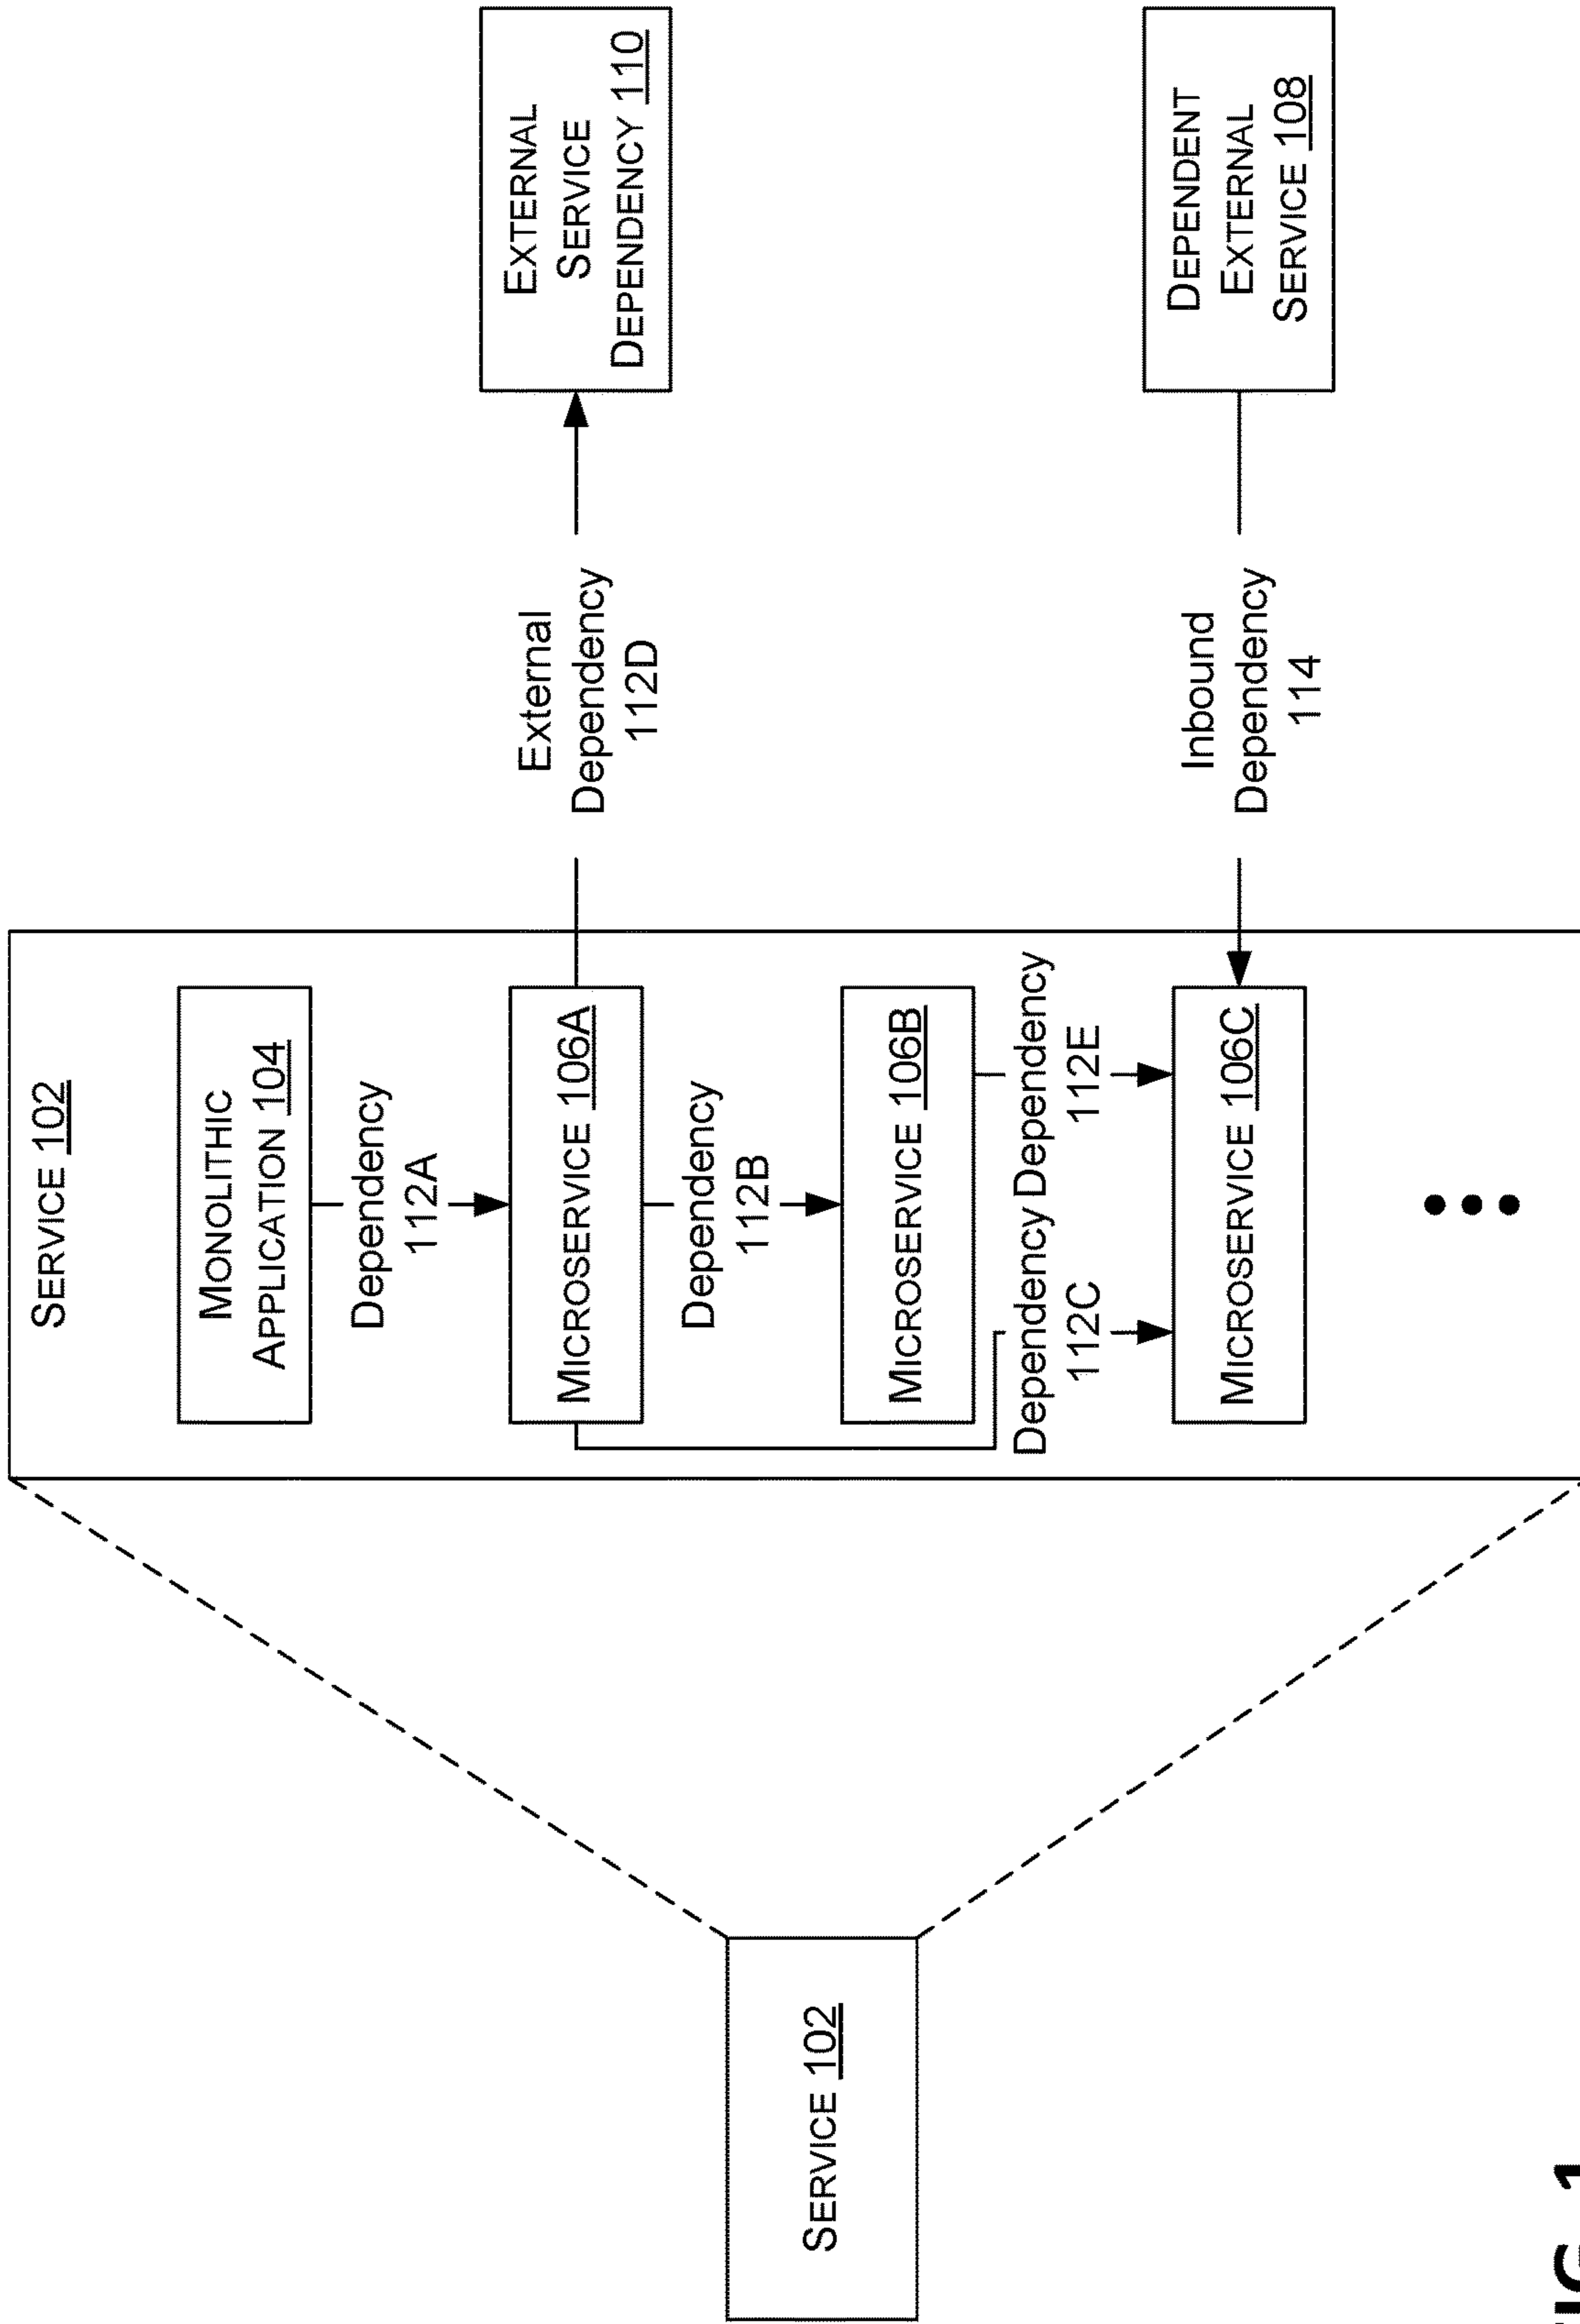 SERVICE 102
SERVICE 102
MONOLITHIC
APPLICATION 104
Dependency
112A
MICROSERVICE 106A
Dependency
112B
MICROSERVICE 106B
Dependency
112C
Dependency
112E
MICROSERVICE 106C
External
Dependency
112D
EXTERNAL
SERVICE
DEPENDENCY 110
Inbound
Dependency
114
DEPENDENT
EXTERNAL
SERVICE 108